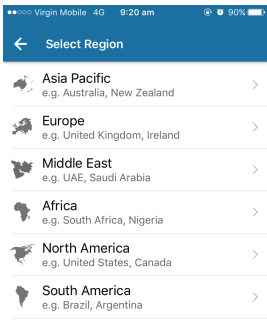 Virgin Mobile 4G 9:20 am 90%
Select Region
Asia Pacific
e.g. Australia, New Zealand
Europe
e.g. United Kingdom, Ireland
Middle East
e.g. UAE, Saudi Arabia
Africa
e.g. South Africa, Nigeria
North America
e.g. United States, Canada
South America
e.g. Brazil, Argentina